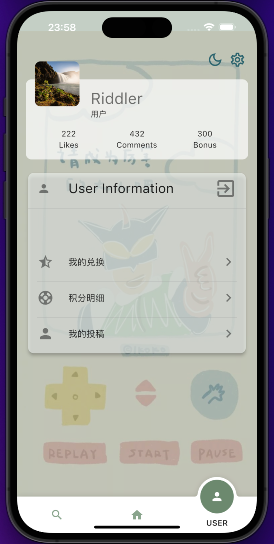 23:58
Riddler
用户
222 432 300
Likes Comments Bonus
User Information
我的兑换
积分明细
我的投稿
REPLAY START PAUSE
USER